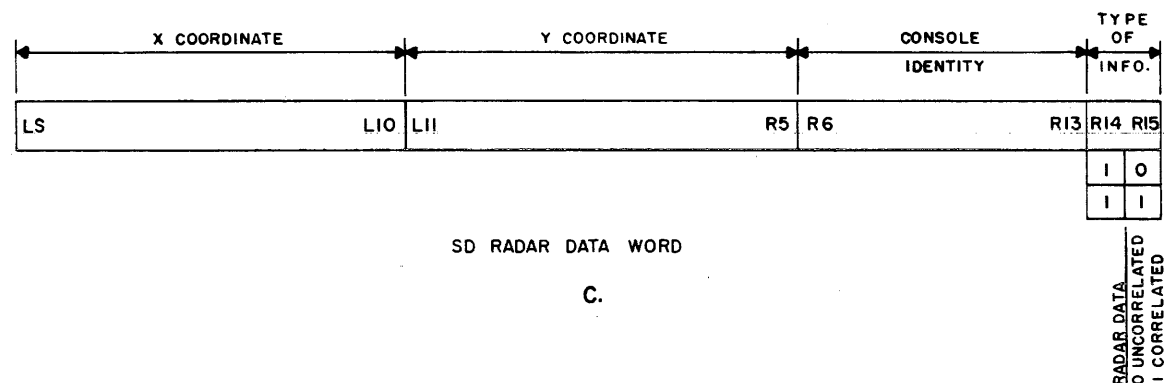 X COORDINATE
Y COORDINATE
CONSOLE
IDENTITY
TYPE
OF
INFO.
LS L10 L11 R5 R6 R13 R14 R15
1 0
1 1
SD RADAR DATA WORD
C.
RADAR DATA
0 UNCORRELATED
1 CORRELATED